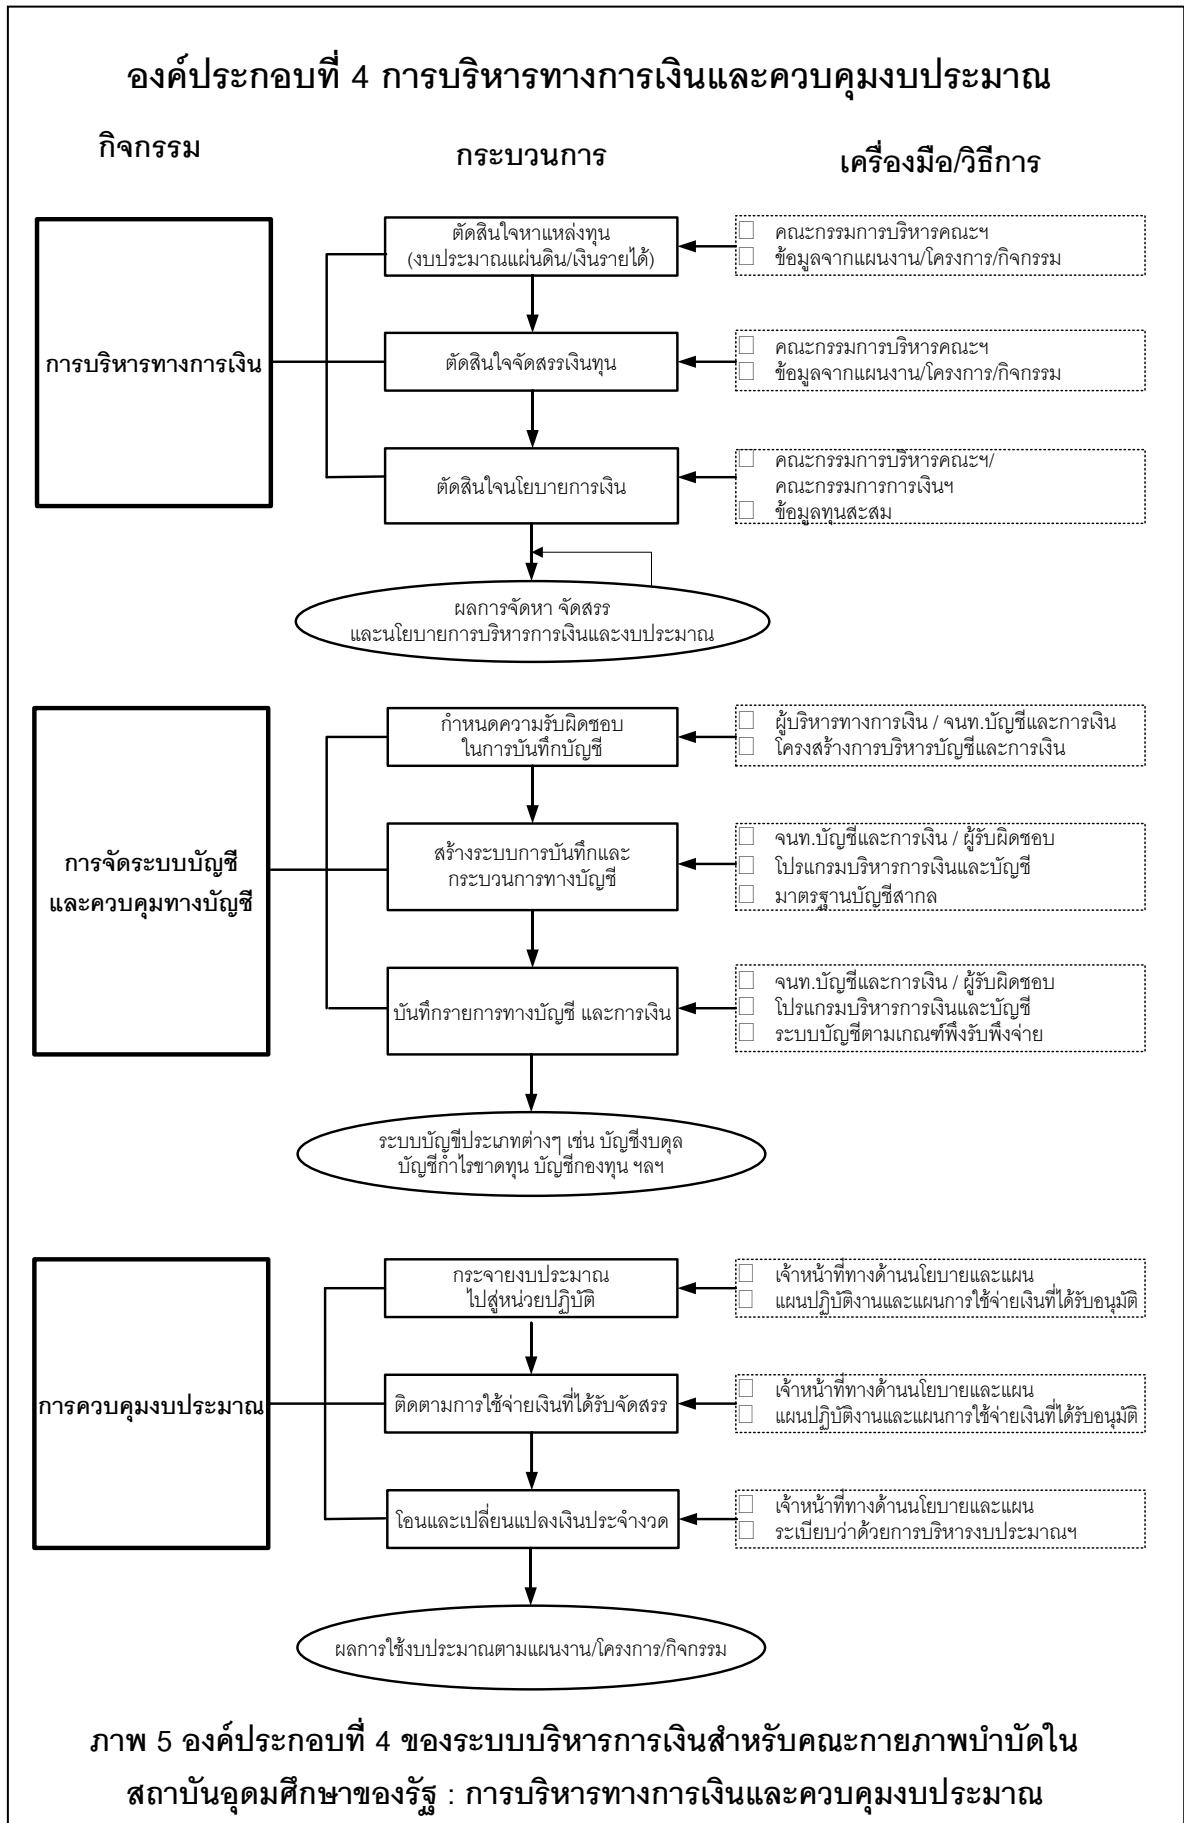 องค์ประกอบที่ 4 การบริหารทางการเงินและควบคุมงบประมาณ
กิจกรรม
กระบวนการ
เครื่องมือ/วิธีการ
การบริหารทางการเงิน
ตัดสินใจหาแหล่งทุน
(งบประมาณแผ่นดิน/เงินรายได้)
คณะกรรมการบริหารคณะฯ
ข้อมูลจากแผนงาน/โครงการ/กิจกรรม
ตัดสินใจจัดสรรเงินทุน
คณะกรรมการบริหารคณะฯ
ข้อมูลจากแผนงาน/โครงการ/กิจกรรม
ตัดสินใจนโยบายการเงิน
คณะกรรมการบริหารคณะฯ/
คณะกรรมการการเงินฯ
ข้อมูลทุนสะสม
ผลการจัดหา จัดสรร
และนโยบายการบริหารการเงินและงบประมาณ
การจัดระบบบัญชี
และควบคุมทางบัญชี
กำหนดความรับผิดชอบ
ในการบันทึกบัญชี
ผู้บริหารทางการเงิน / จนท.บัญชีและการเงิน
โครงสร้างการบริหารบัญชีและการเงิน
สร้างระบบการบันทึกและ
กระบวนการทางบัญชี
จนท.บัญชีและการเงิน / ผู้รับผิดชอบ
โปรแกรมบริหารการเงินและบัญชี
มาตรฐานบัญชีสากล
บันทึกรายการทางบัญชี และการเงิน
จนท.บัญชีและการเงิน / ผู้รับผิดชอบ
โปรแกรมบริหารการเงินและบัญชี
ระบบบัญชีตามเกณฑ์พึงรับพึงจ่าย
ระบบบัญชีประเภทต่างๆ เช่น บัญชีงบดุล
บัญชีกำไรขาดทุน บัญชีกองทุน ฯลฯ
การควบคุมงบประมาณ
กระจายงบประมาณ
ไปสู่หน่วยปฏิบัติ
เจ้าหน้าที่ทางด้านนโยบายและแผน
แผนปฏิบัติงานและแผนการใช้จ่ายเงินที่ได้รับอนุมัติ
ติดตามการใช้จ่ายเงินที่ได้รับจัดสรร
เจ้าหน้าที่ทางด้านนโยบายและแผน
แผนปฏิบัติงานและแผนการใช้จ่ายเงินที่ได้รับอนุมัติ
โอนและเปลี่ยนแปลงเงินประจำงวด
เจ้าหน้าที่ทางด้านนโยบายและแผน
ระเบียบว่าด้วยการบริหารงบประมาณฯ
ผลการใช้งบประมาณตามแผนงาน/โครงการ/กิจกรรม
ภาพ 5 องค์ประกอบที่ 4 ของระบบบริหารการเงินสำหรับคณะกายภาพบำบัดใน
สถาบันอุดมศึกษาของรัฐ : การบริหารทางการเงินและควบคุมงบประมาณ